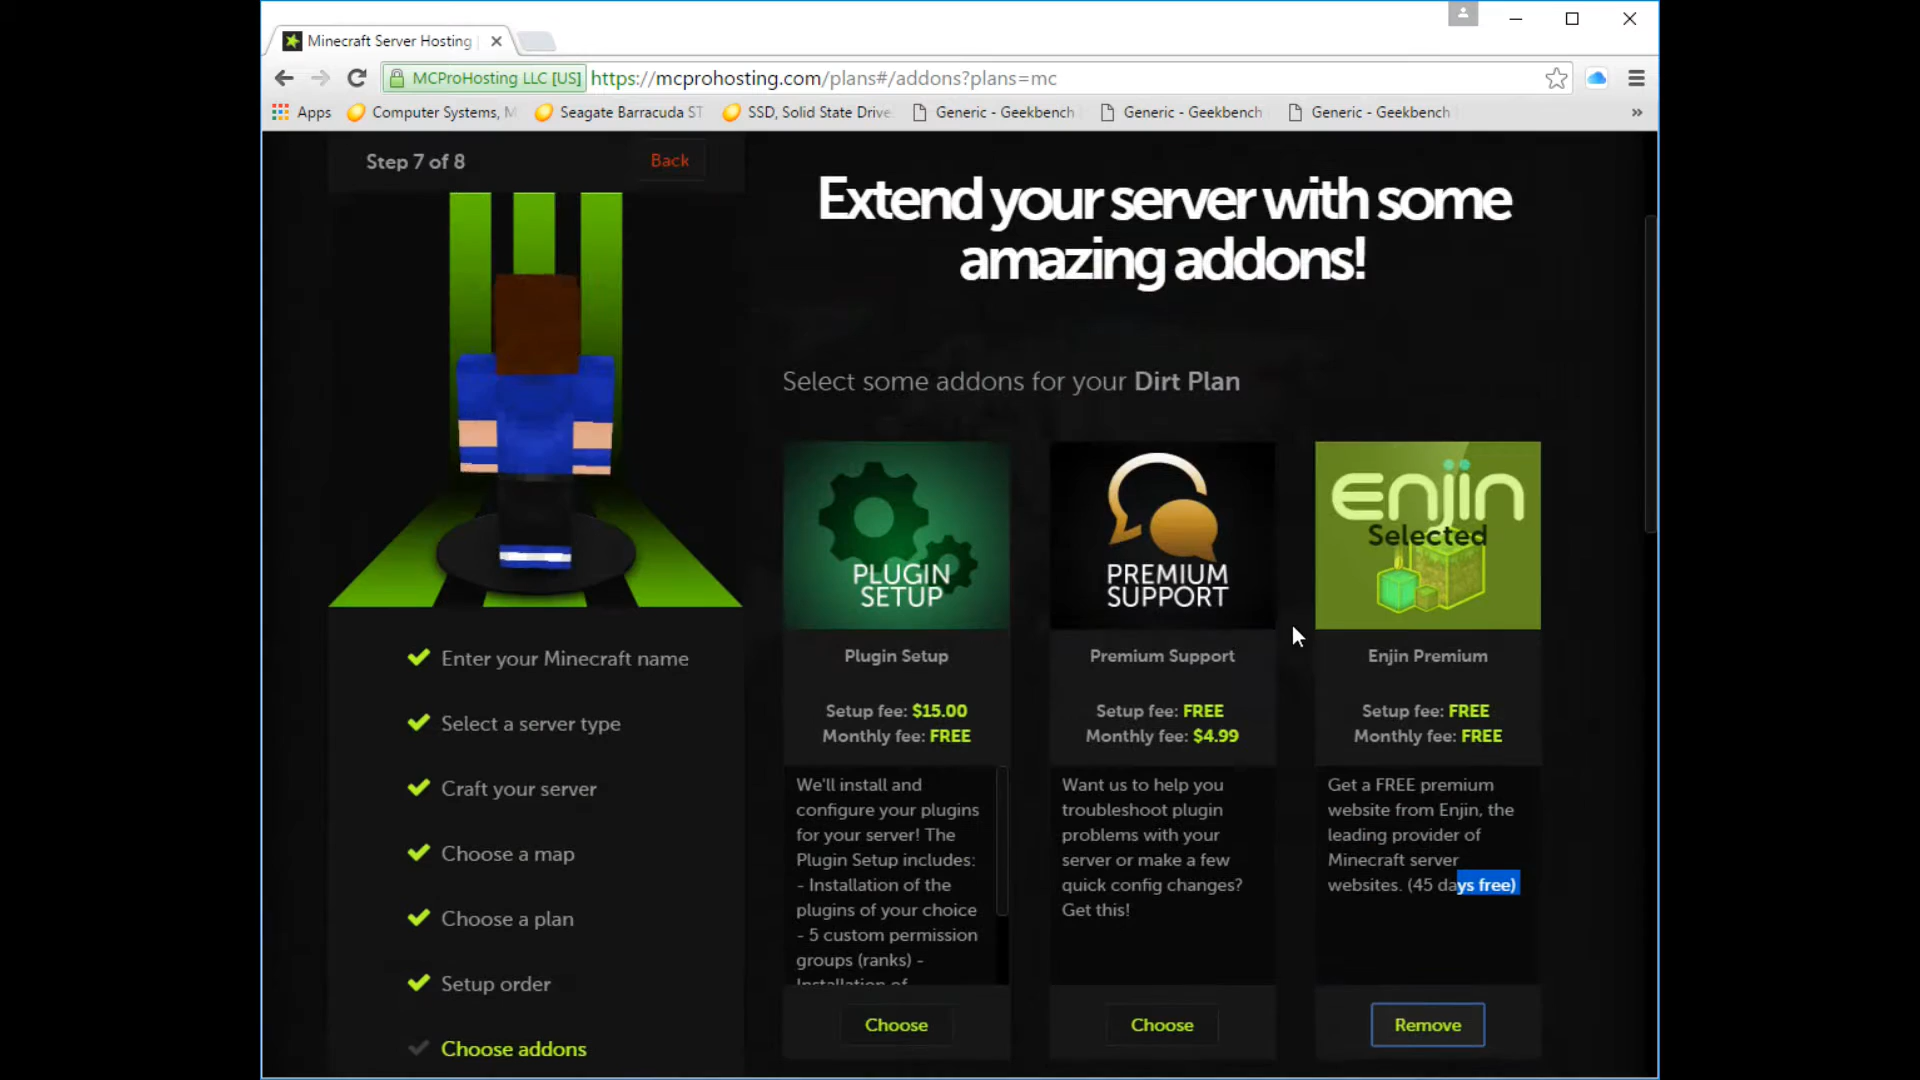 Minecraft Server Hosting
MCProHosting LLC [US] https://mcprohosting.com/plans#/addons?plans=mc
Apps Computer Systems, M Seagate Barracuda ST SSD, Solid State Drive Generic - Geekbench Generic - Geekbench Generic - Geekbench »
Step 7 of 8 Back
Extend your server with some
amazing addons!
Select some addons for your Dirt Plan
PLUGIN
SETUP
PREMIUM
SUPPORT
enjin
Selected
Plugin Setup
Setup fee: $15.00
Monthly fee: FREE
We'll install and
configure your plugins
for your server! The
Plugin Setup includes:
- Installation of the
plugins of your choice
- 5 custom permission
groups (ranks) -
Installation of
Choose
Premium Support
Setup fee: FREE
Monthly fee: $4.99
Want us to help you
troubleshoot plugin
problems with your
server or make a few
quick config changes?
Get this!
Choose
Enjin Premium
Setup fee: FREE
Monthly fee: FREE
Get a FREE premium
website from Enjin, the
leading provider of
Minecraft server
websites. (45 days free)
Remove
Enter your Minecraft name
Select a server type
Craft your server
Choose a map
Choose a plan
Setup order
Choose addons